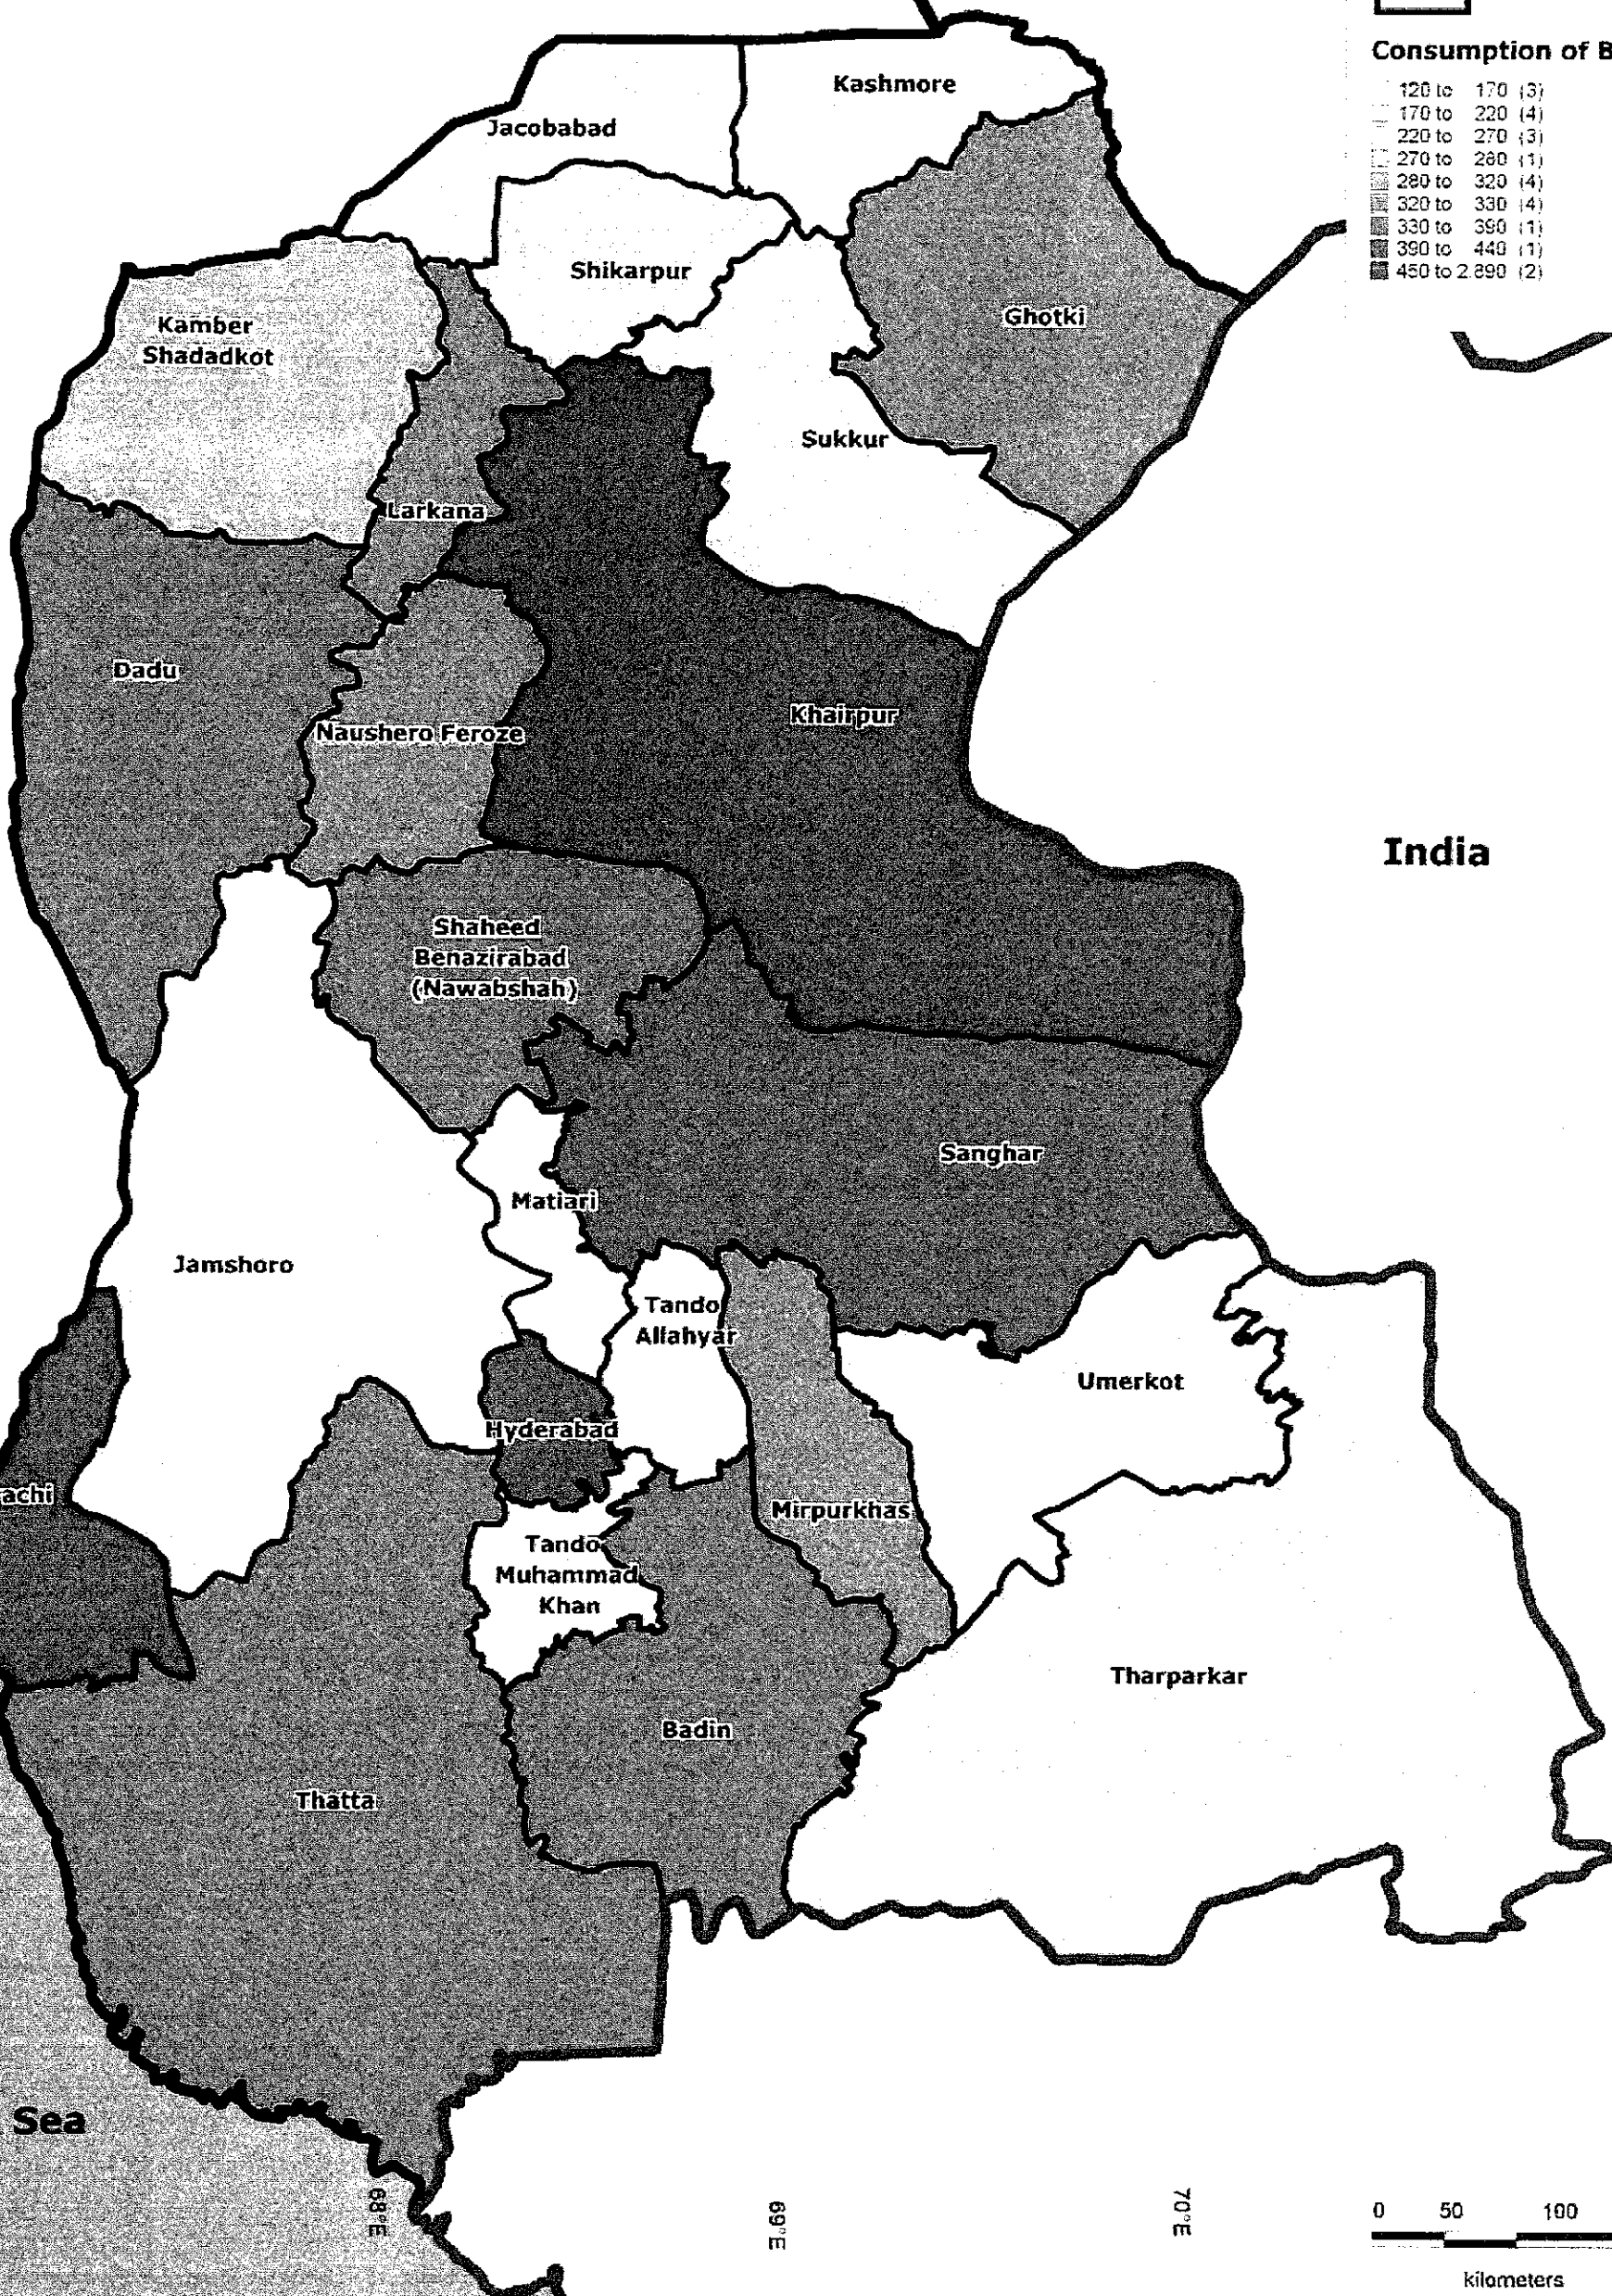 Consumption of B
120 to 170 (3)
170 to 220 (4)
220 to 270 (3)
270 to 280 (1)
280 to 320 (4)
320 to 330 (4)
330 to 390 (1)
390 to 440 (1)
450 to 2.890 (2)
Kashmore
Jacobabad
Shikarpur
Ghotki
Kamber
Shadadkot
Sukkur
Larkana
Dadu
Khairpur
Naushero Feroze
India
Shaheed
Benazirabad
(Nawabshah)
Sanghar
Matiari
Jamshoro
Tando
Allahyar
Umerkot
Hyderabad
achi
Mirpurkhas
Tando
Muhammad
Khan
Tharparkar
Badin
Thatta
Sea
68°E
69°E
70°E
0 50 100
kilometers